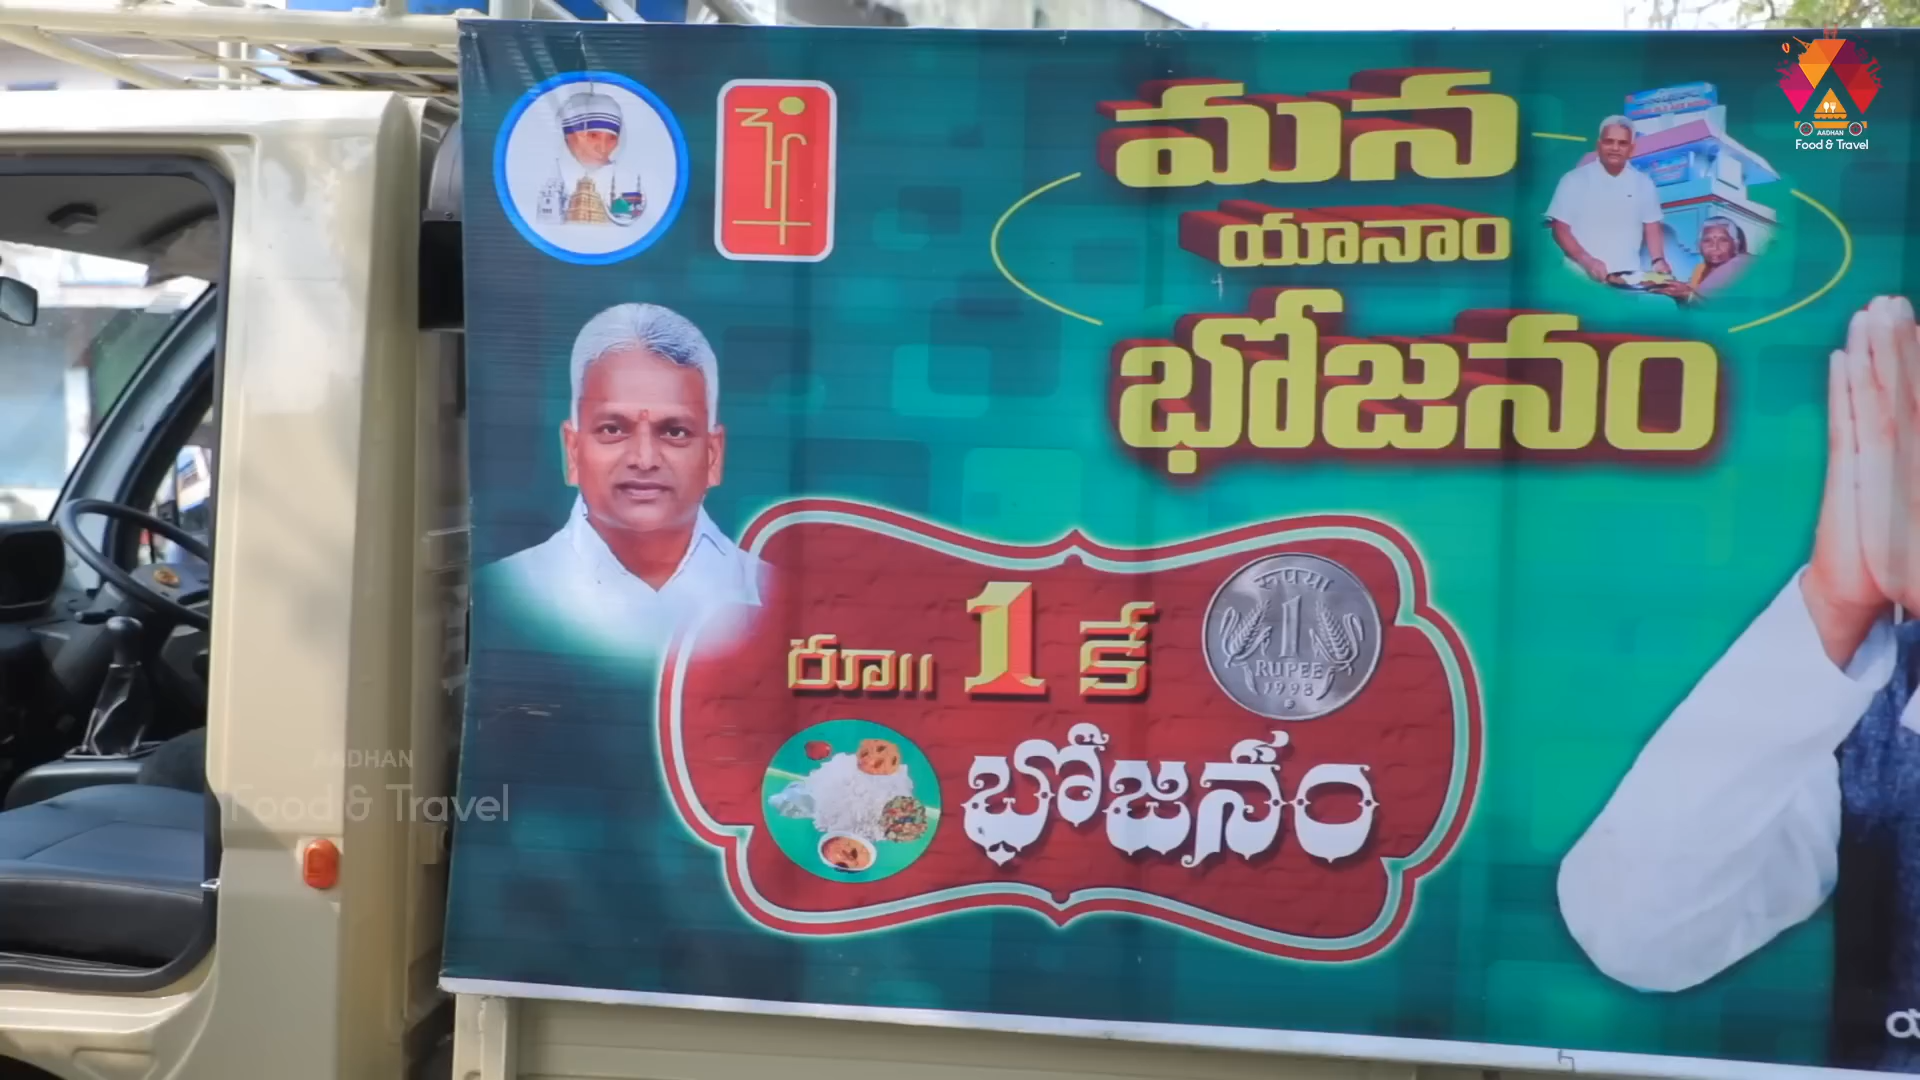 మన
యానాం
భోజనం
రూ॥ 1 కే
रूपया
1
RUPEE
1998
భోజనం
AADHAN
Food & Travel
AADHAN
Food & Travel